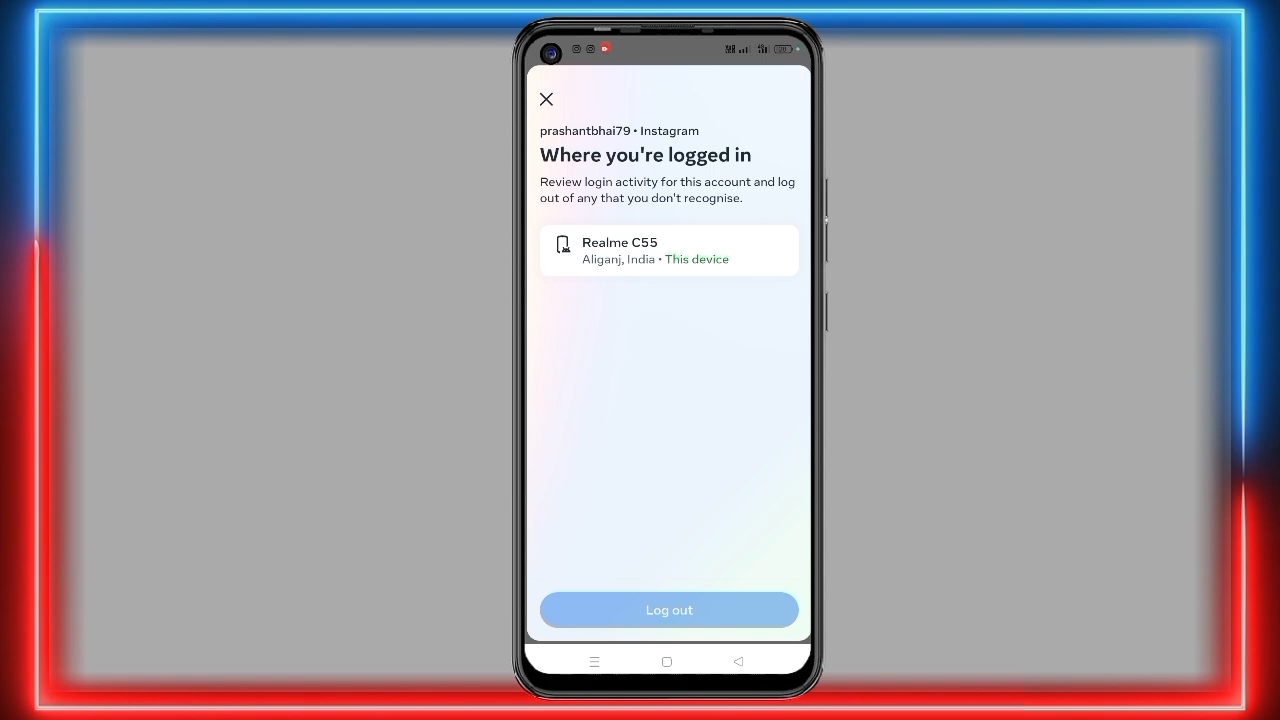 prashantbhai79 • Instagram
Where you're logged in
Review login activity for this account and log
out of any that you don't recognise.
Realme C55
Aliganj, India • This device
Log out